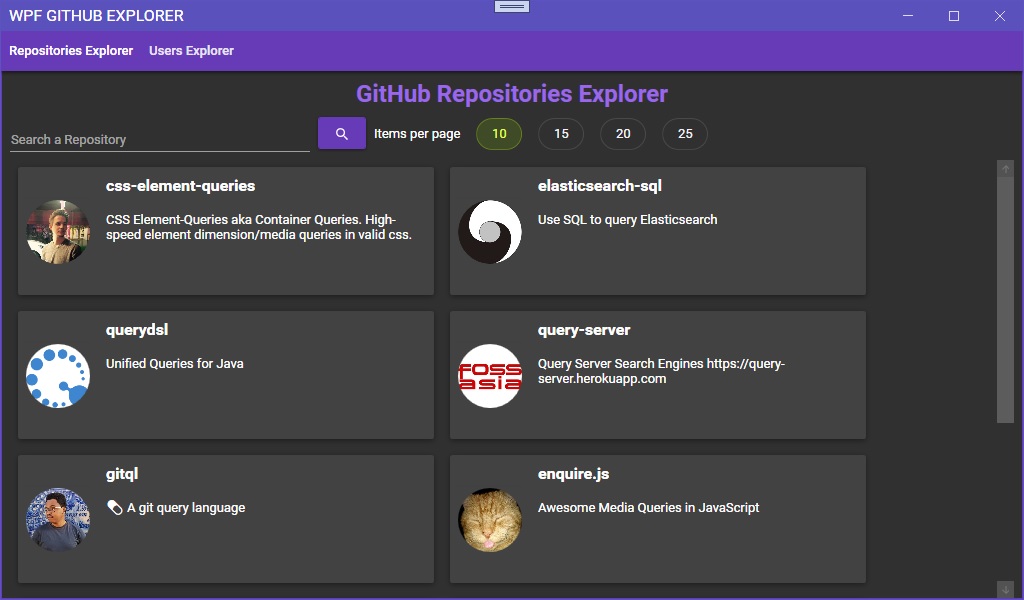 WPF GITHUB EXPLORER
Repositories Explorer Users Explorer
GitHub Repositories Explorer
Search a Repository Items per page 10 15 20 25
css-element-queries
CSS Element-Queries aka Container Queries. High-
speed element dimension/media queries in valid css.
elasticsearch-sql
Use SQL to query Elasticsearch
querydsl
Unified Queries for Java
query-server
Query Server Search Engines https://query-
server.herokuapp.com
FOSS
asia
gitql
💊 A git query language
enquire.js
Awesome Media Queries in JavaScript